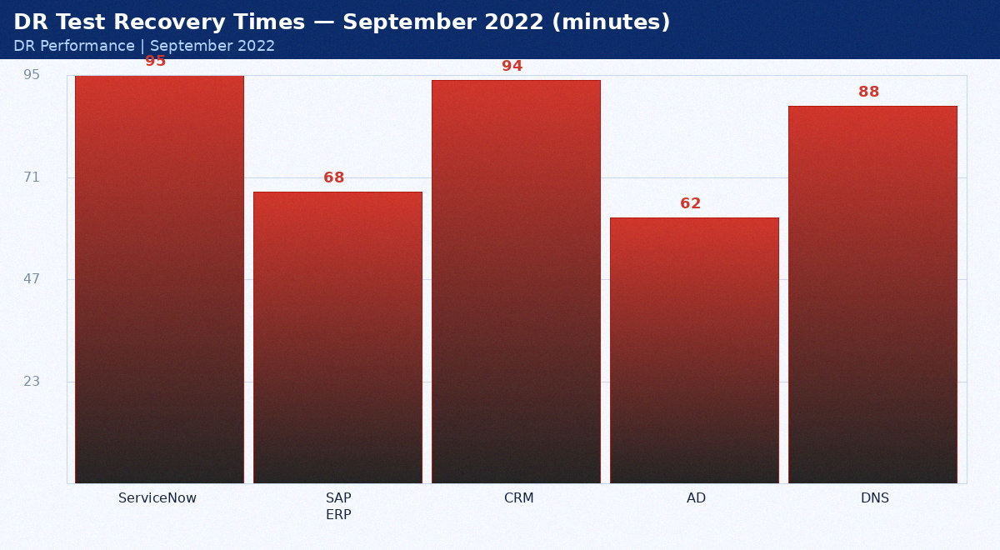 DR Test Recovery Times — September 2022 (minutes)
DR Performance | September 2022
95
94
88
68
62
95
71
47
23
ServiceNow
SAP
ERP
CRM
AD
DNS